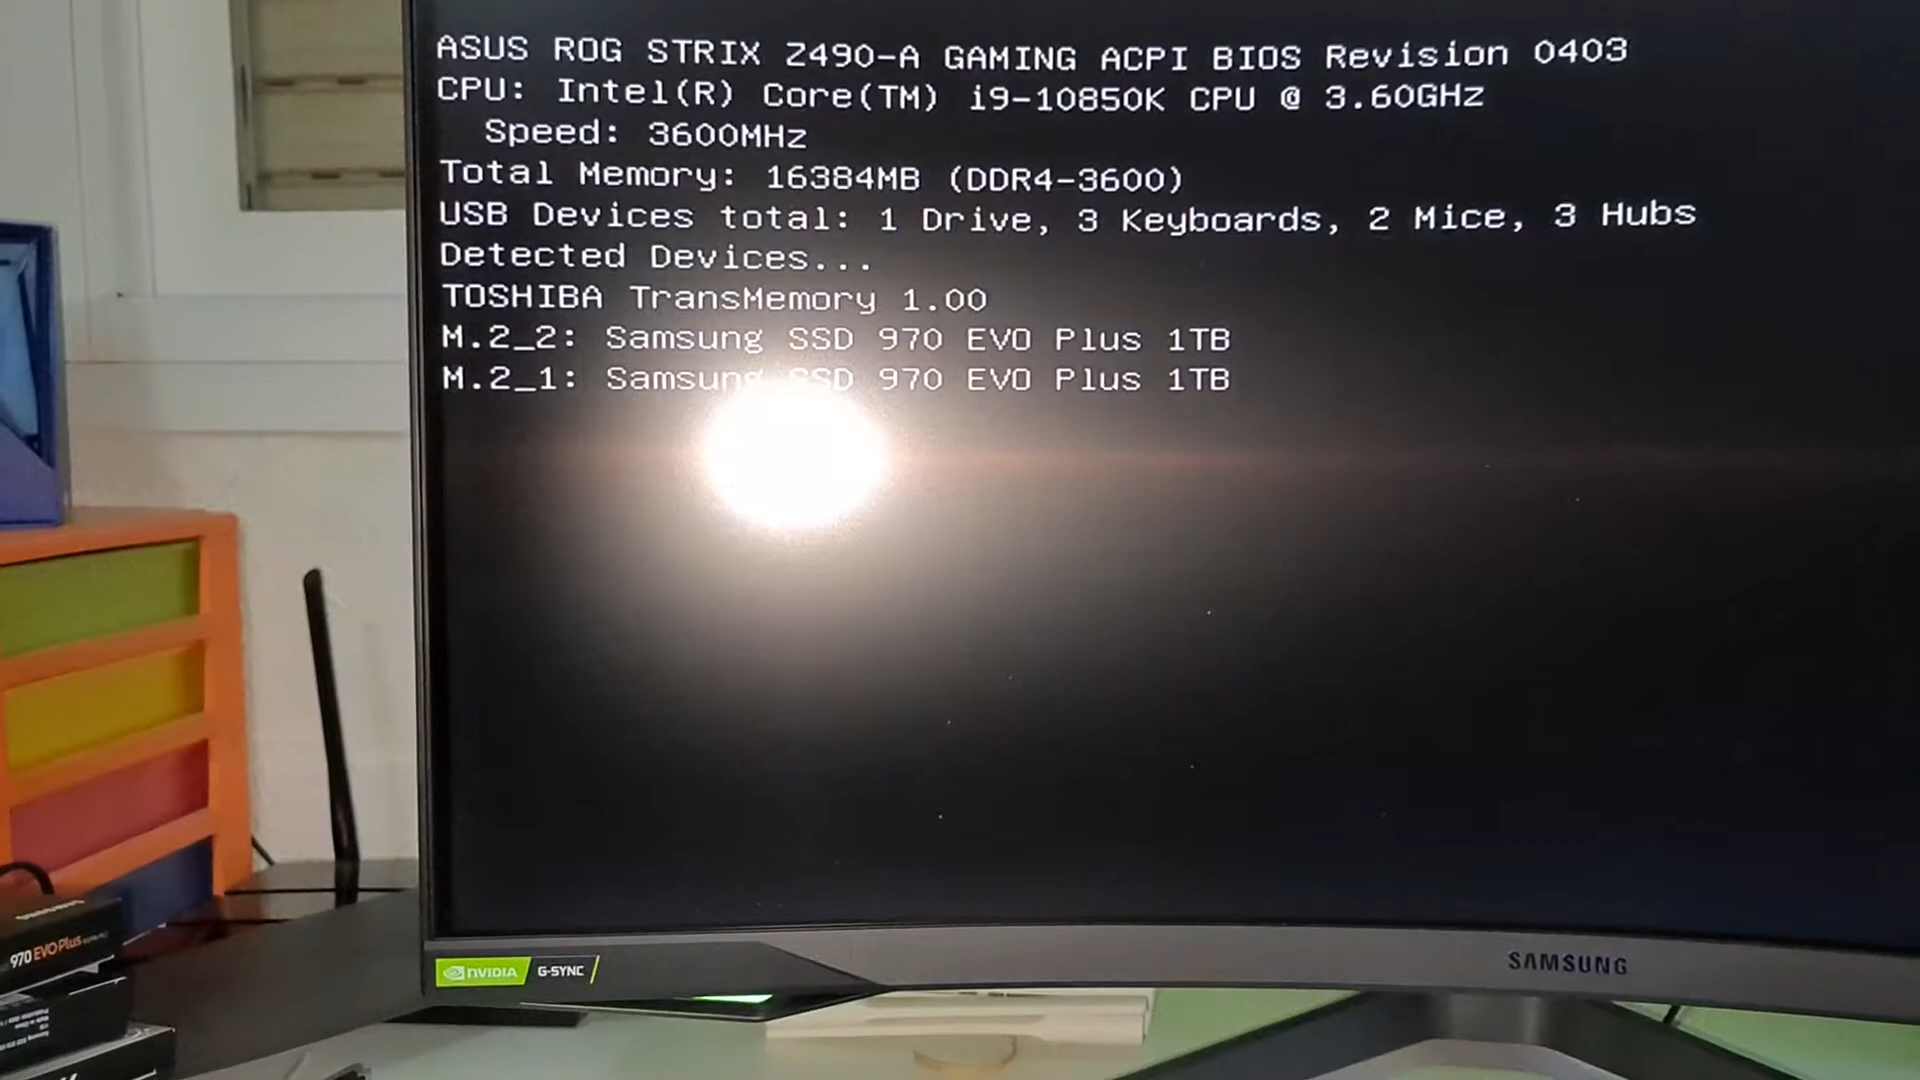 ASUS ROG STRIX Z490-A GAMING ACPI BIOS Revision 0403
CPU: Intel(R) Core(TM) i9-10850K CPU @ 3.60GHz
Speed: 3600MHz
Total Memory: 16384MB (DDR4-3600)
USB Devices total: 1 Drive, 3 Keyboards, 2 Mice, 3 Hubs
Detected Devices...
TOSHIBA TransMemory 1.00
M.2_2: Samsung SSD 970 EVO Plus 1TB
M.2_1: Samsung SSD 970 EVO Plus 1TB
SAMSUNG
970 EVO Plus
NVIDIA G-SYNC
SAMSUNG